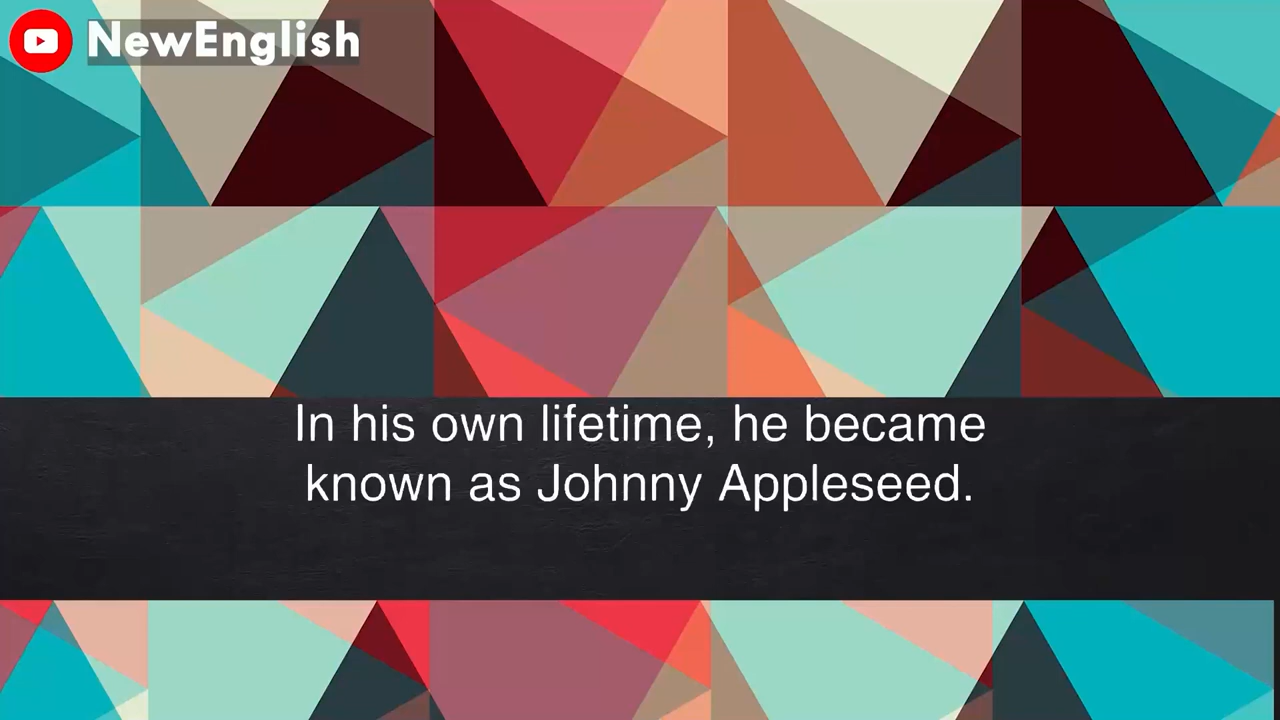 NewEnglish
In his own lifetime, he became
known as Johnny Appleseed.